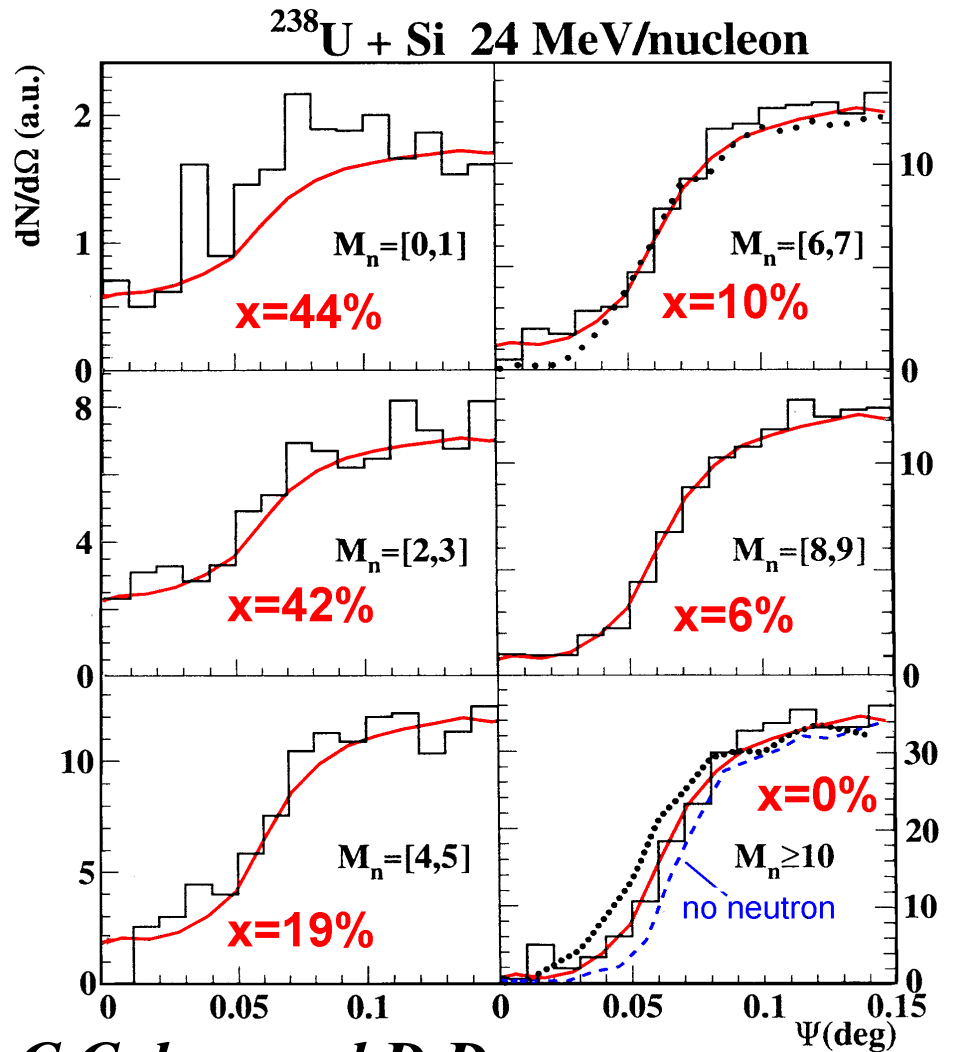 ²³⁸U + Si 24 MeV/nucleon
dN/dΩ (a.u.)
2
1
0
Mₙ=[0,1]
x=44%
10
0
Mₙ=[6,7]
x=10%
8
4
0
Mₙ=[2,3]
x=42%
10
0
Mₙ=[8,9]
x=6%
10
5
0
Mₙ=[4,5]
x=19%
30
20
10
0
x=0%
Mₙ≥10
no neutron
0 0.05 0.1
0 0.05 0.1 0.15
Ψ(deg)